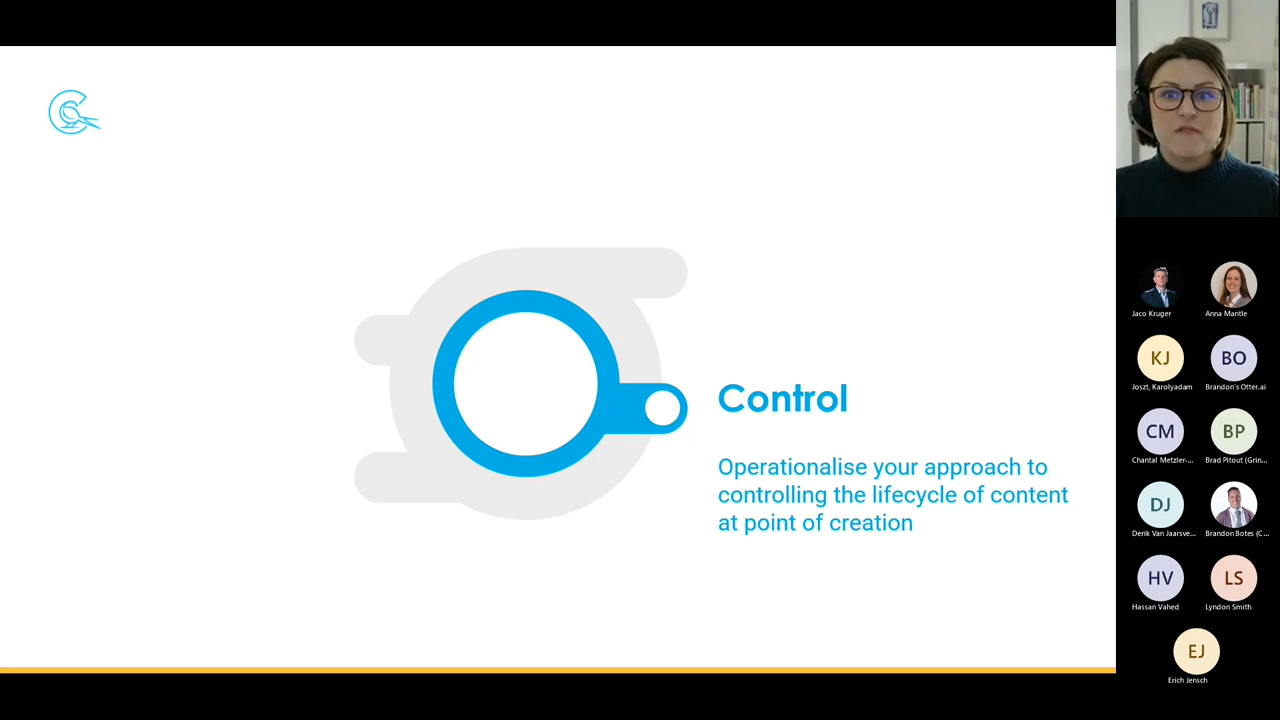 Control
Operationalise your approach to
controlling the lifecycle of content
at point of creation
Jaco Kruger
Anna Mantle
KJ
BO
Joszt, Karolyadam
Brandon's Otter.ai
CM
BP
Chantal Metzler-...
Brad Pitout (Grin...
DJ
Derik Van Jaarsve...
Brandon Botes (C...
HV
LS
Hassan Vahed
Lyndon Smith
EJ
Erich Jensch